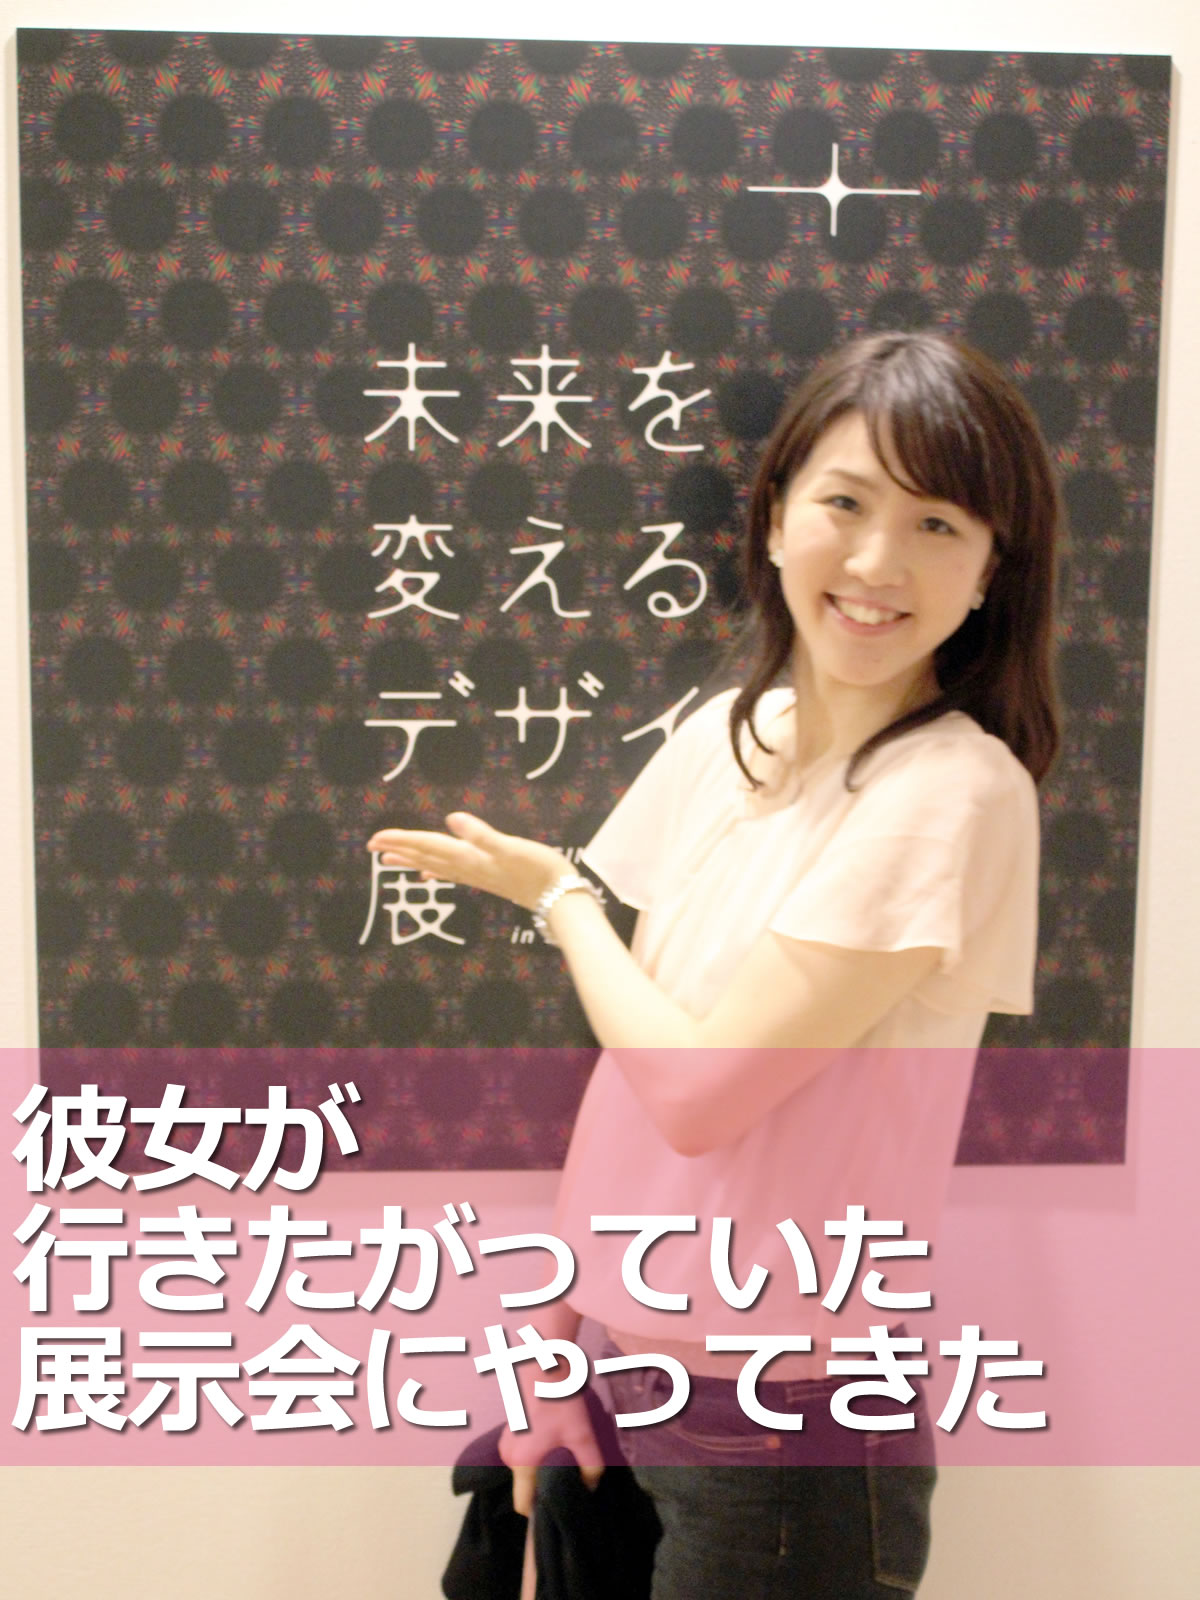 未来を
変える
デザイ
展
in
彼女が
行きたがっていた
展示会にやってきた